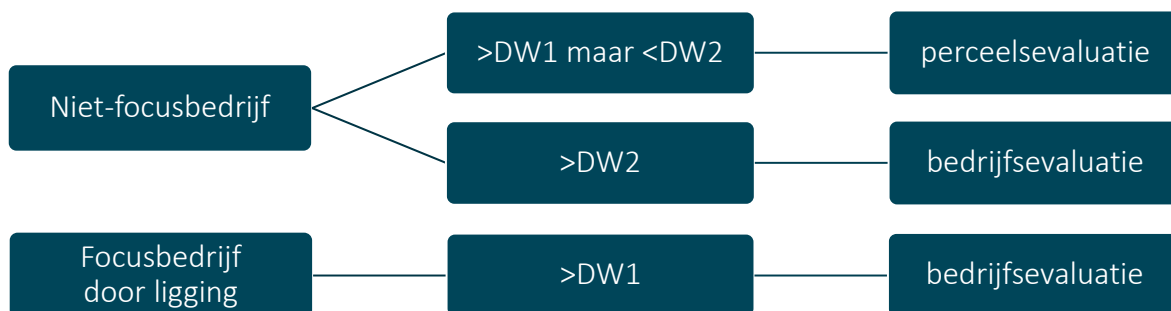 Niet-focusbedrijf
>DW1 maar <DW2
perceelsevaluatie
>DW2
bedrijfsevaluatie
Focusbedrijf
door ligging
>DW1
bedrijfsevaluatie